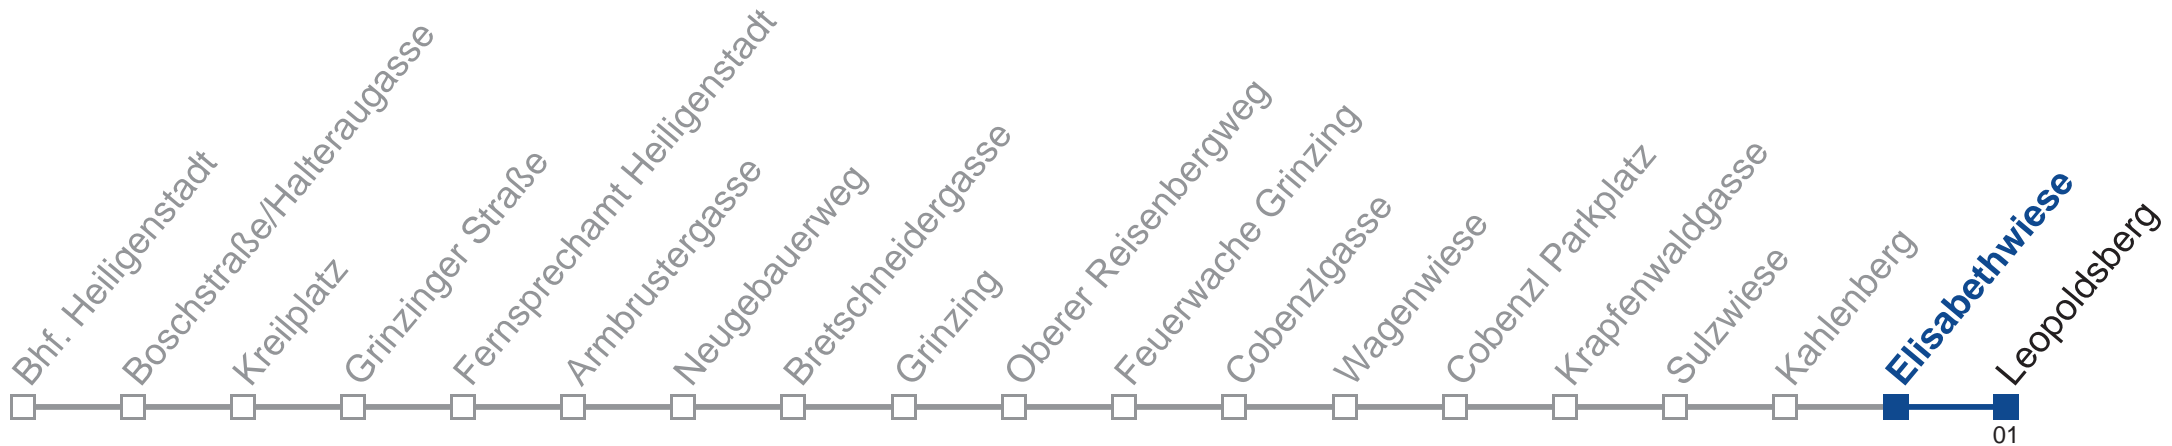 Bhf. Heiligenstadt
Boschstraße/Halteraugasse
Kreilplatz
Grinzinger Straße
Fernsprechamt Heiligenstadt
Armbrustergasse
Neugebauerweg
Bretschneidergasse
Grinzing
Oberer Reisenbergweg
Feuerwache Grinzing
Cobenzlgasse
Wagenwiese
Cobenzl Parkplatz
Krapfenwaldgasse
Sulzwiese
Kahlenberg
Elisabethwiese
Leopoldsberg
01